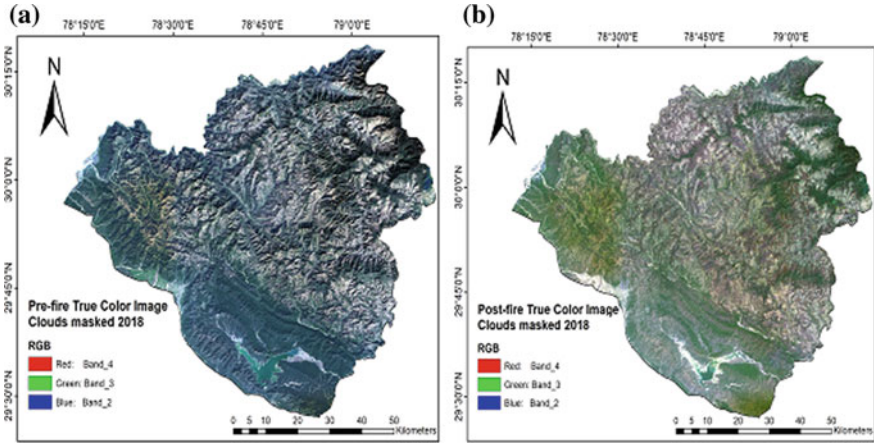 (a)
78°15'0"E 78°30'0"E 78°45'0"E 79°0'0"E
30°15'0"N
30°0'0"N
29°45'0"N
29°30'0"N
N
Pre-fire True Color Image
Clouds masked 2018
RGB
Red: Band_4
Green: Band_3
Blue: Band_2
0 5 10 20 30 40 50
Kilometers
(b)
78°15'0"E 78°30'0"E 78°45'0"E 79°0'0"E
30°15'0"N
30°0'0"N
29°45'0"N
29°30'0"N
N
Post-fire True Color Image
Clouds masked 2018
RGB
Red: Band_4
Green: Band_3
Blue: Band_2
0 5 10 20 30 40 50
Kilometers